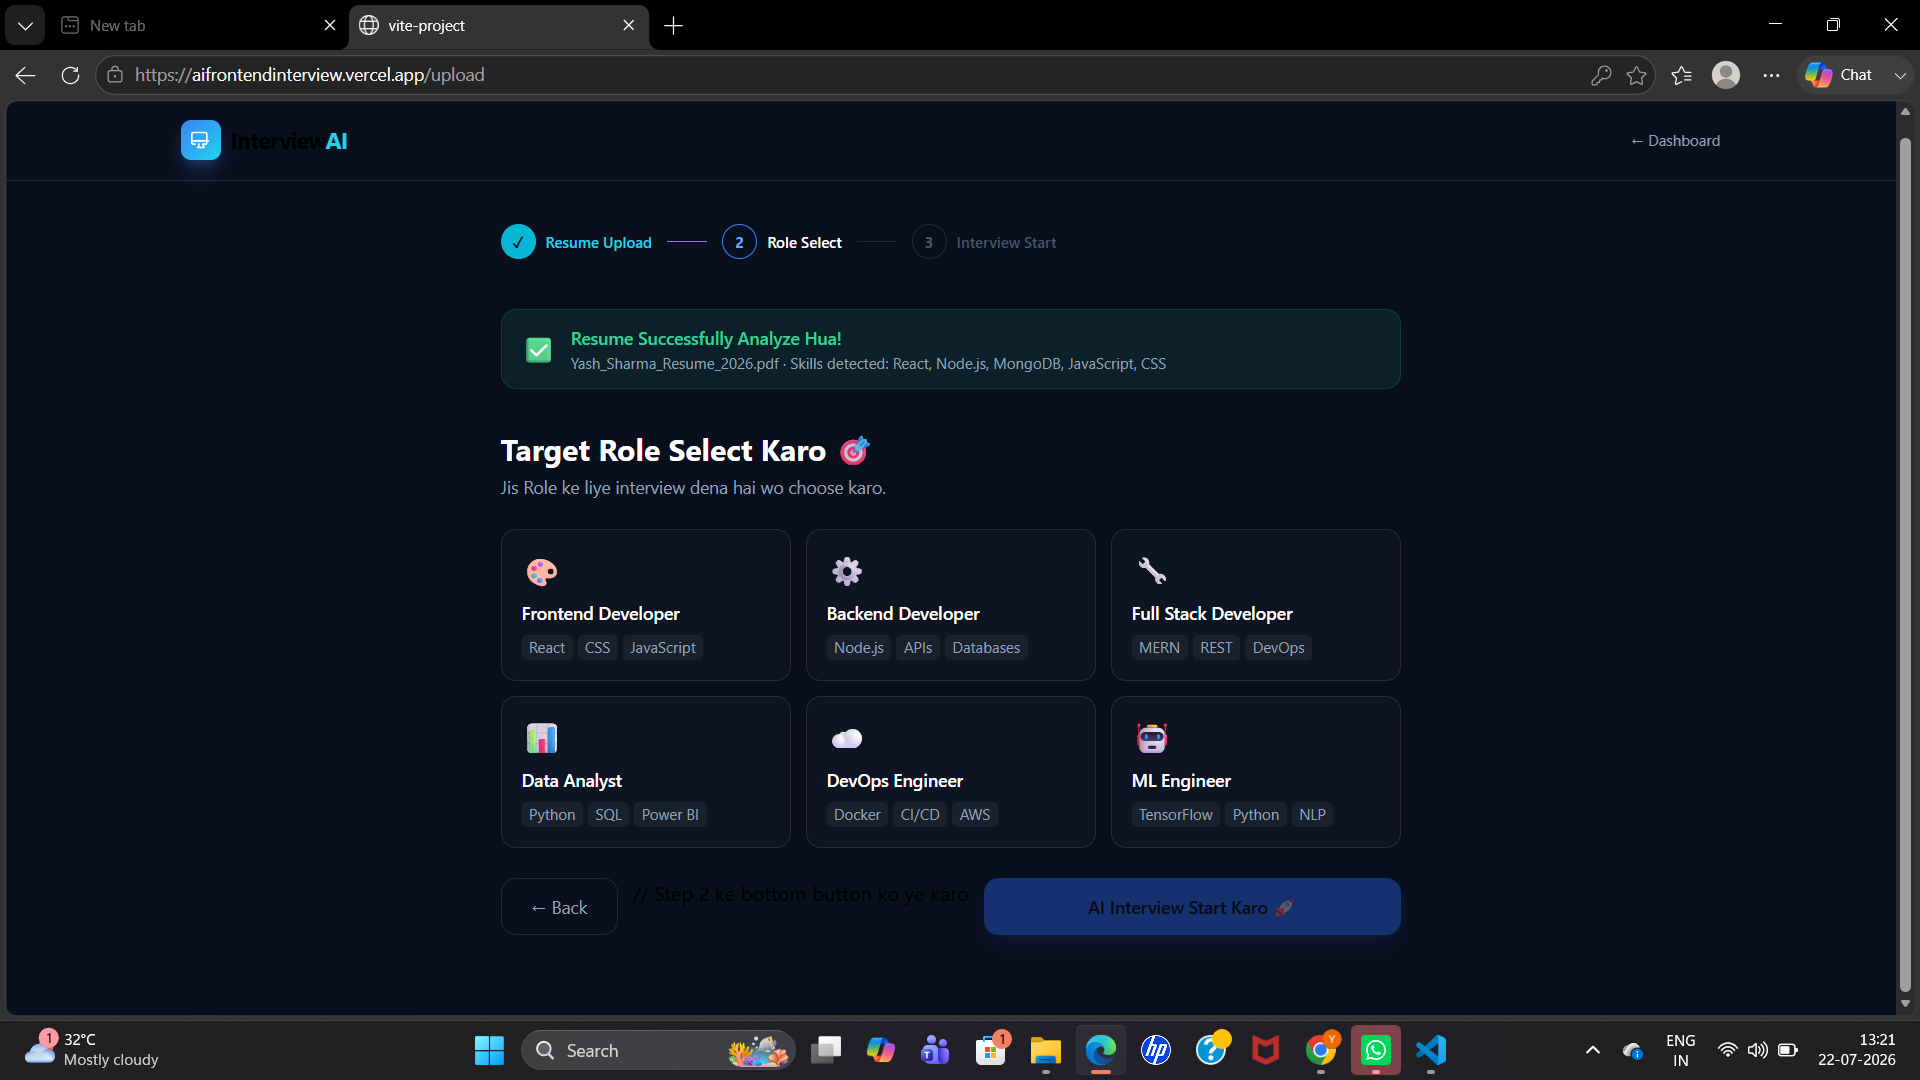 New tab
vite-project
https://aifrontendinterview.vercel.app/upload
Chat
InterviewAI
← Dashboard
✓ Resume Upload
2 Role Select
3 Interview Start
Resume Successfully Analyze Hua!
Yash_Sharma_Resume_2026.pdf · Skills detected: React, Node.js, MongoDB, JavaScript, CSS
Target Role Select Karo 🎯
Jis Role ke liye interview dena hai wo choose karo.
Frontend Developer
React CSS JavaScript
Backend Developer
Node.js APIs Databases
Full Stack Developer
MERN REST DevOps
Data Analyst
Python SQL Power BI
DevOps Engineer
Docker CI/CD AWS
ML Engineer
TensorFlow Python NLP
← Back
// Step 2 ke bottom button ko ye karo
AI Interview Start Karo 🚀
1
32°C
Mostly cloudy
Search
T
1
hp
?
Y
ENG
IN
13:21
22-07-2026